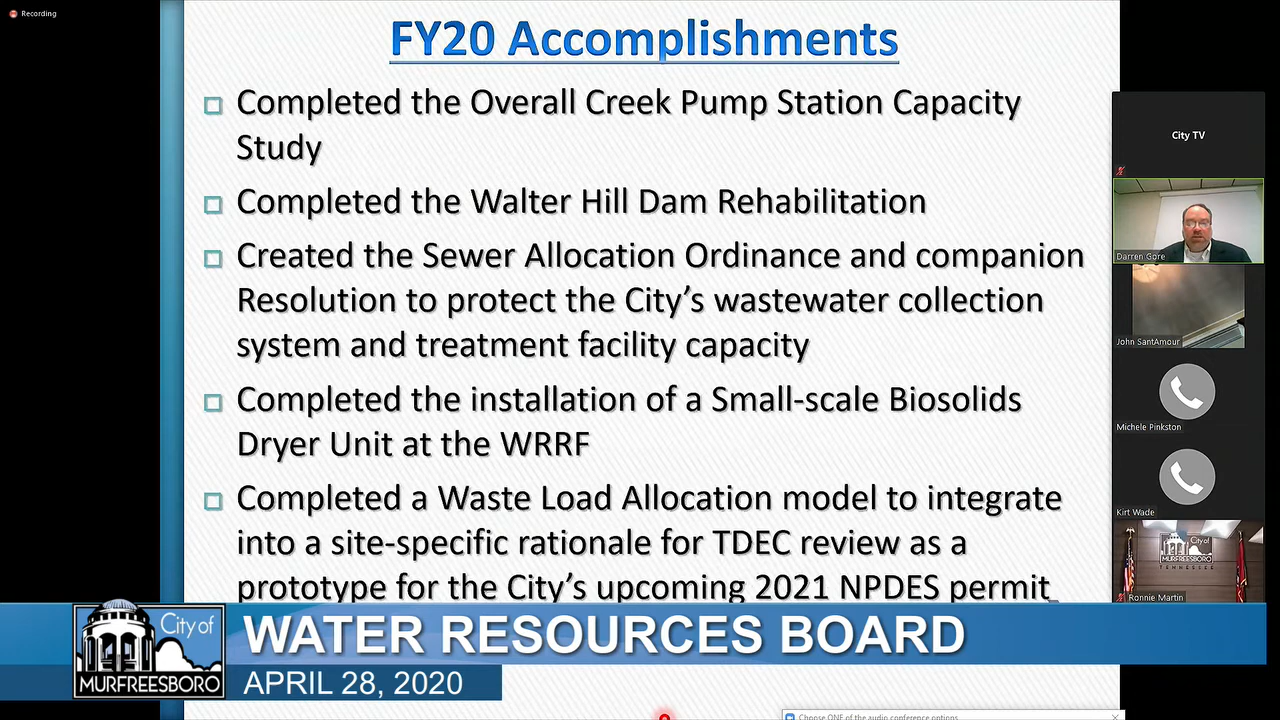 Recording
FY20 Accomplishments
Completed the Overall Creek Pump Station Capacity
Study
Completed the Walter Hill Dam Rehabilitation
Created the Sewer Allocation Ordinance and companion
Resolution to protect the City’s wastewater collection
system and treatment facility capacity
Completed the installation of a Small-scale Biosolids
Dryer Unit at the WRRF
Completed a Waste Load Allocation model to integrate
into a site-specific rationale for TDEC review as a
prototype for the City’s upcoming 2021 NPDES permit
City TV
Darren Gore
John SantAmour
Michele Pinkston
Kirt Wade
City of
MURFREESBORO
TENNESSEE
Ronnie Martin
City of
MURFREESBORO
WATER RESOURCES BOARD
APRIL 28, 2020
Choose ONE of the audio conference options